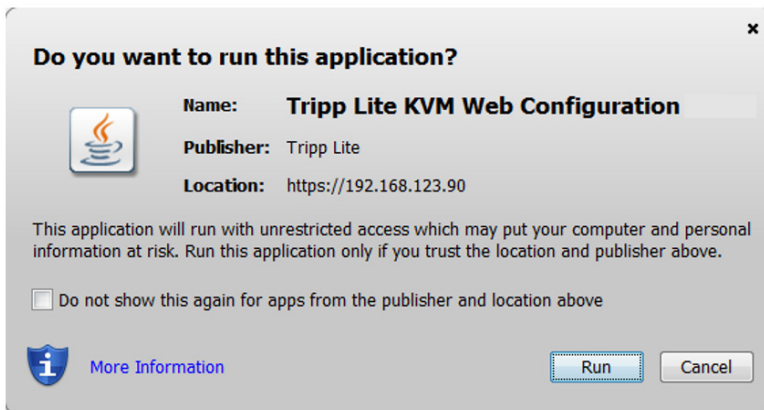 Do you want to run this application?
Name: Tripp Lite KVM Web Configuration
Publisher: Tripp Lite
Location: https://192.168.123.90
This application will run with unrestricted access which may put your computer and personal
information at risk. Run this application only if you trust the location and publisher above.
Do not show this again for apps from the publisher and location above
More Information
Run
Cancel